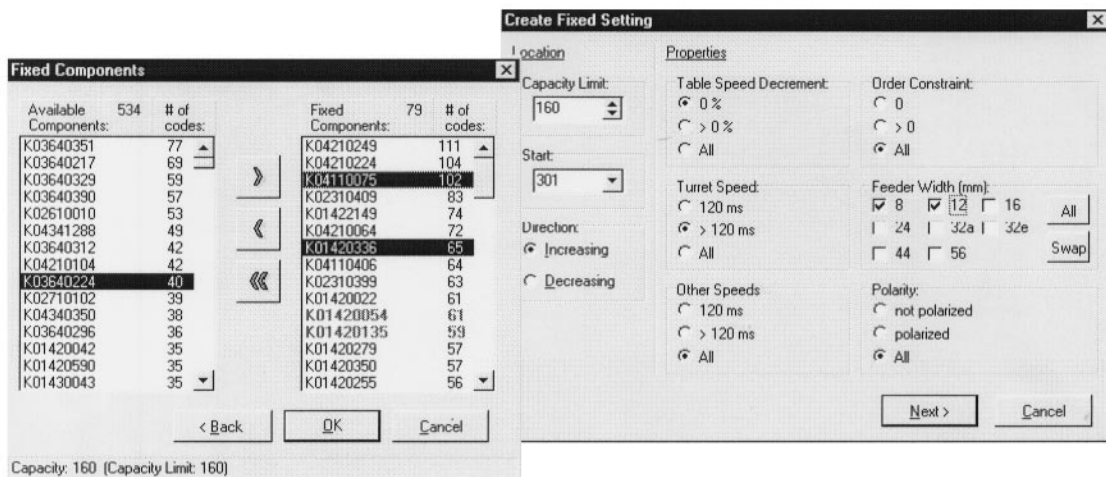 Fixed Components
Available 534 # of
Components: codes:
K03640351 77
K03640217 69
K03640329 59
K03640390 57
K02610010 53
K04341288 49
K03640312 42
K04210104 42
K03640224 40
K02710102 39
K04340350 38
K03640296 36
K01420042 35
K01420590 35
K01430043 35
Fixed 79 # of
Components: codes:
K04210249 111
K04210224 104
K04110075 102
K02310409 83
K01422149 74
K04210064 72
K01420336 65
K04110406 64
K02310399 63
K01420022 61
K01420054 61
K01420135 59
K01420279 57
K01420350 57
K01420255 56
< Back OK Cancel
Capacity: 160 (Capacity Limit: 160)
Create Fixed Setting
Location
Capacity Limit:
160
Start:
301
Direction:
Increasing
Decreasing
Properties
Table Speed Decrement:
0 %
> 0 %
All
Turret Speed:
120 ms
> 120 ms
All
Other Speeds
120 ms
> 120 ms
All
Order Constraint:
0
> 0
All
Feeder Width (mm):
8 12 16
24 32a 32e
44 56
All
Swap
Polarity:
not polarized
polarized
All
Next > Cancel